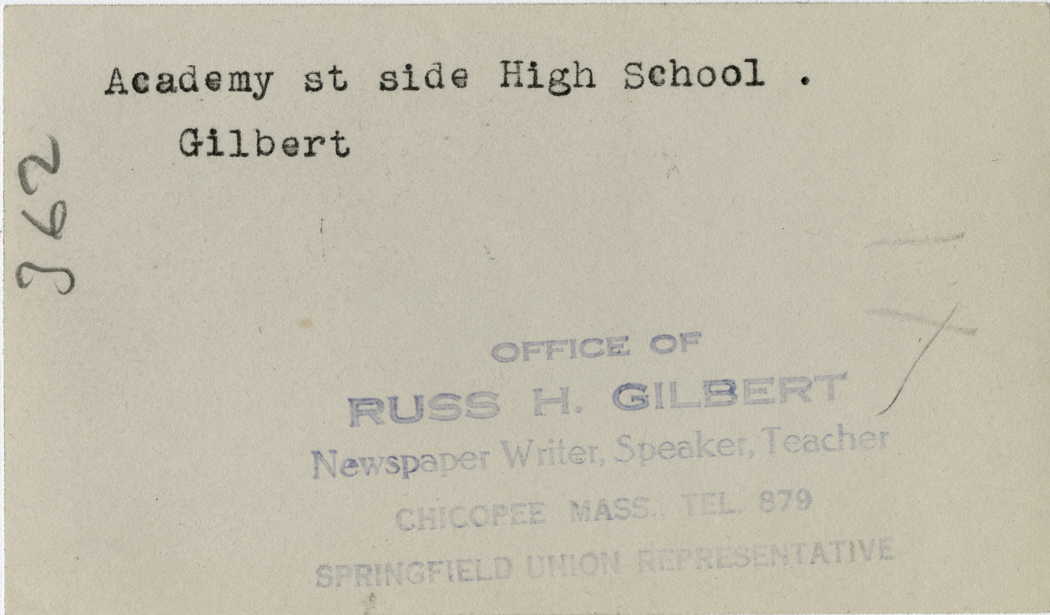 Academy st side High School .
Gilbert
962
OFFICE OF
RUSS H. GILBERT
Newspaper Writer, Speaker, Teacher
CHICOPEE MASS., TEL. 879
SPRINGFIELD UNION REPRESENTATIVE